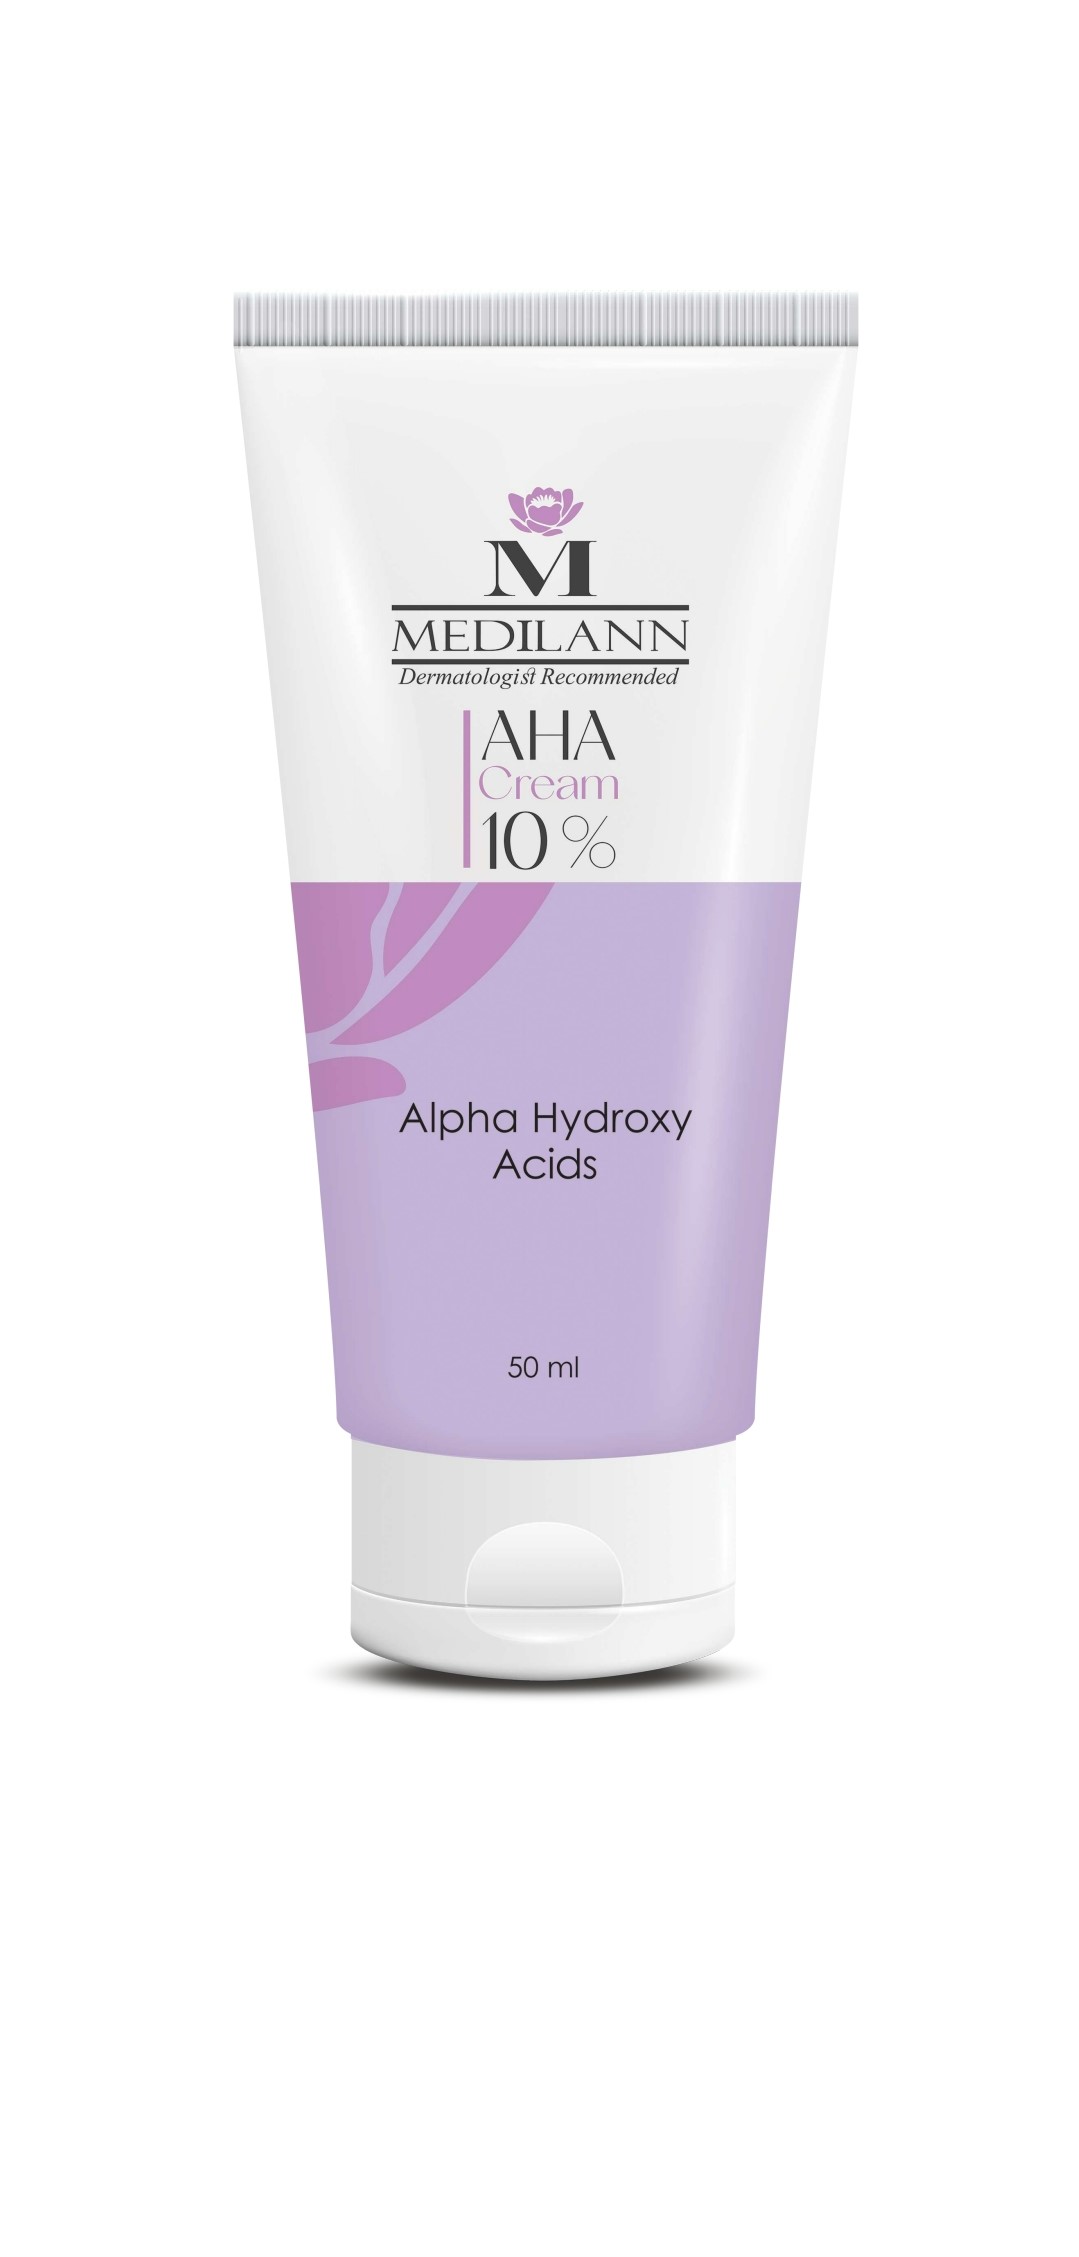 M
MEDILANN
Dermatologist Recommended
AHA
Cream
10 %
Alpha Hydroxy
Acids
50 ml